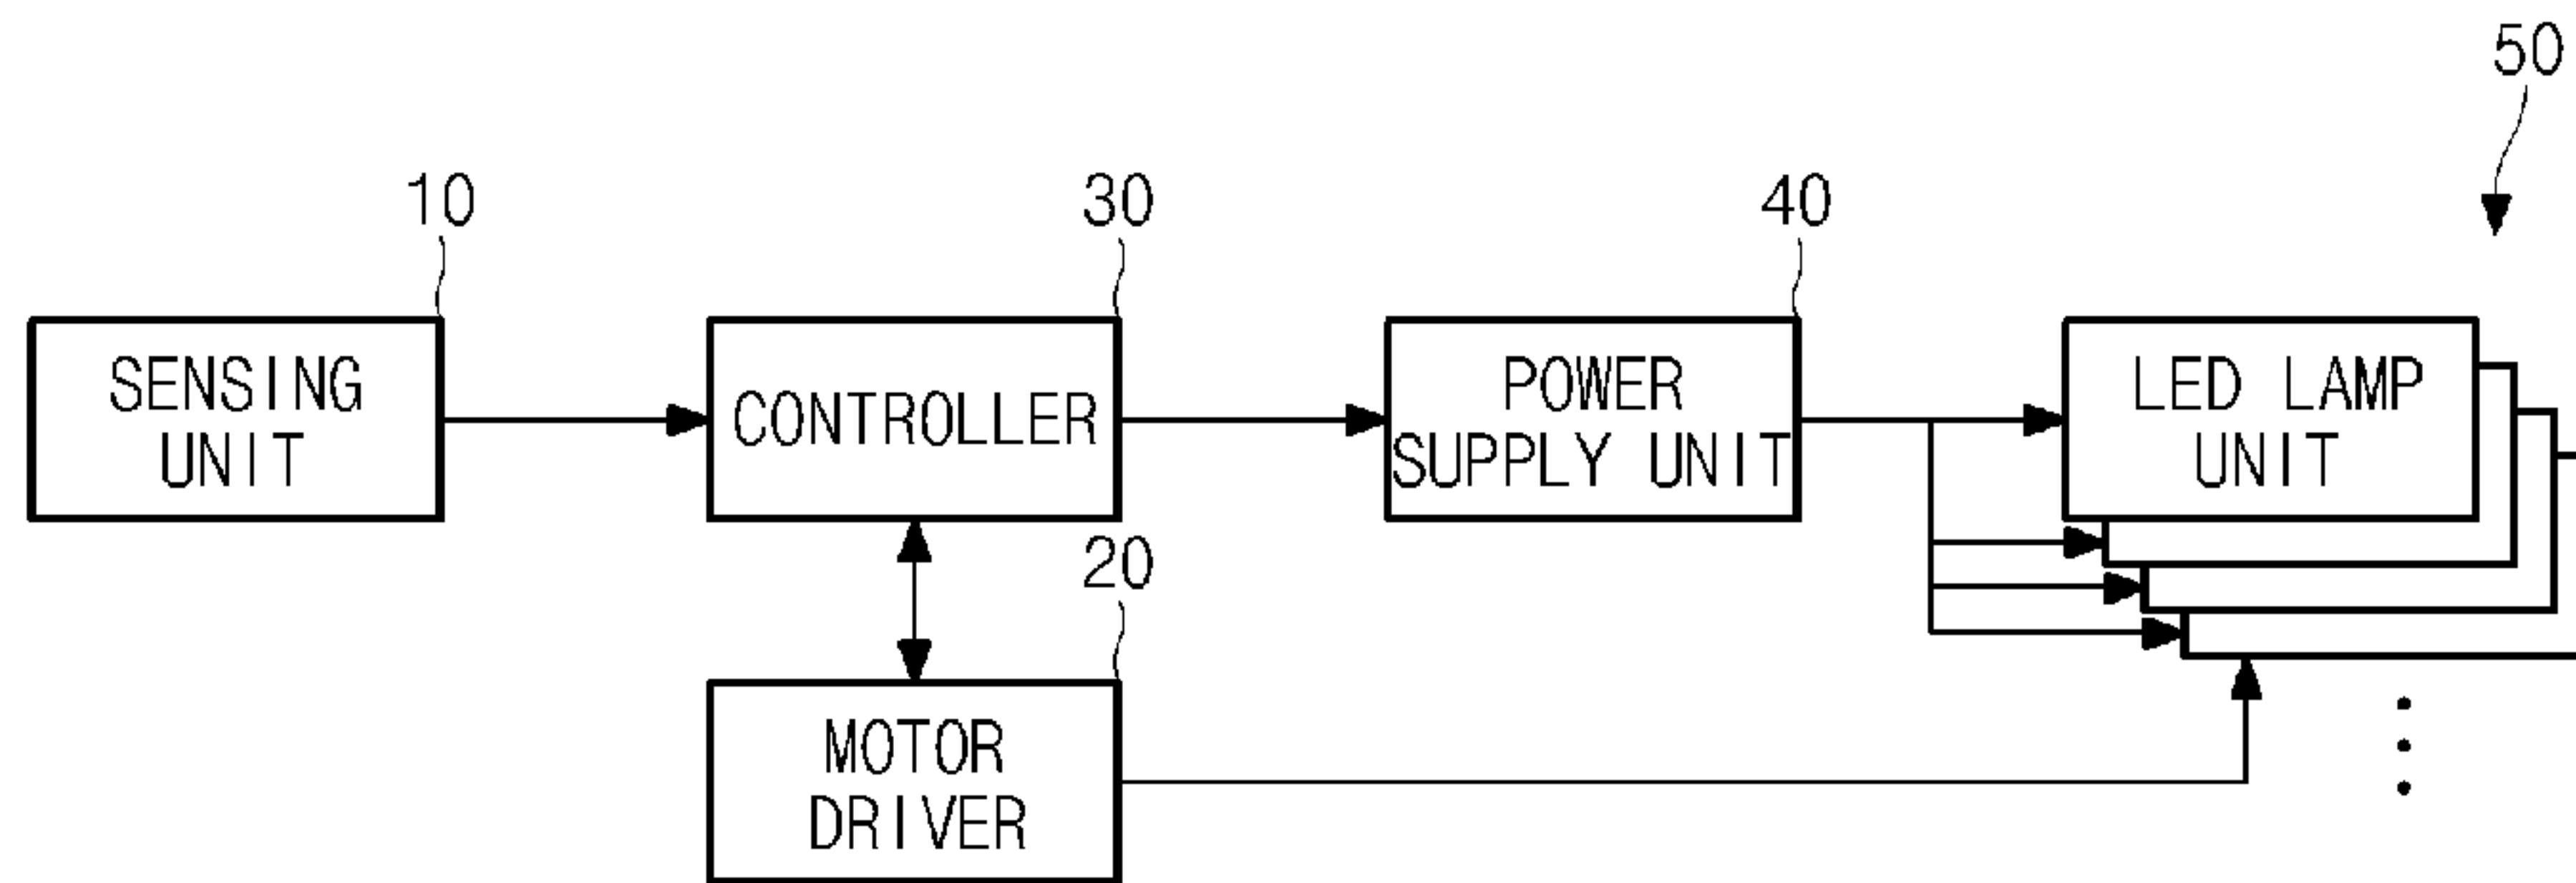 50
10
30
40
SENSING
UNIT
CONTROLLER
POWER
SUPPLY UNIT
LED LAMP
UNIT
20
MOTOR
DRIVER